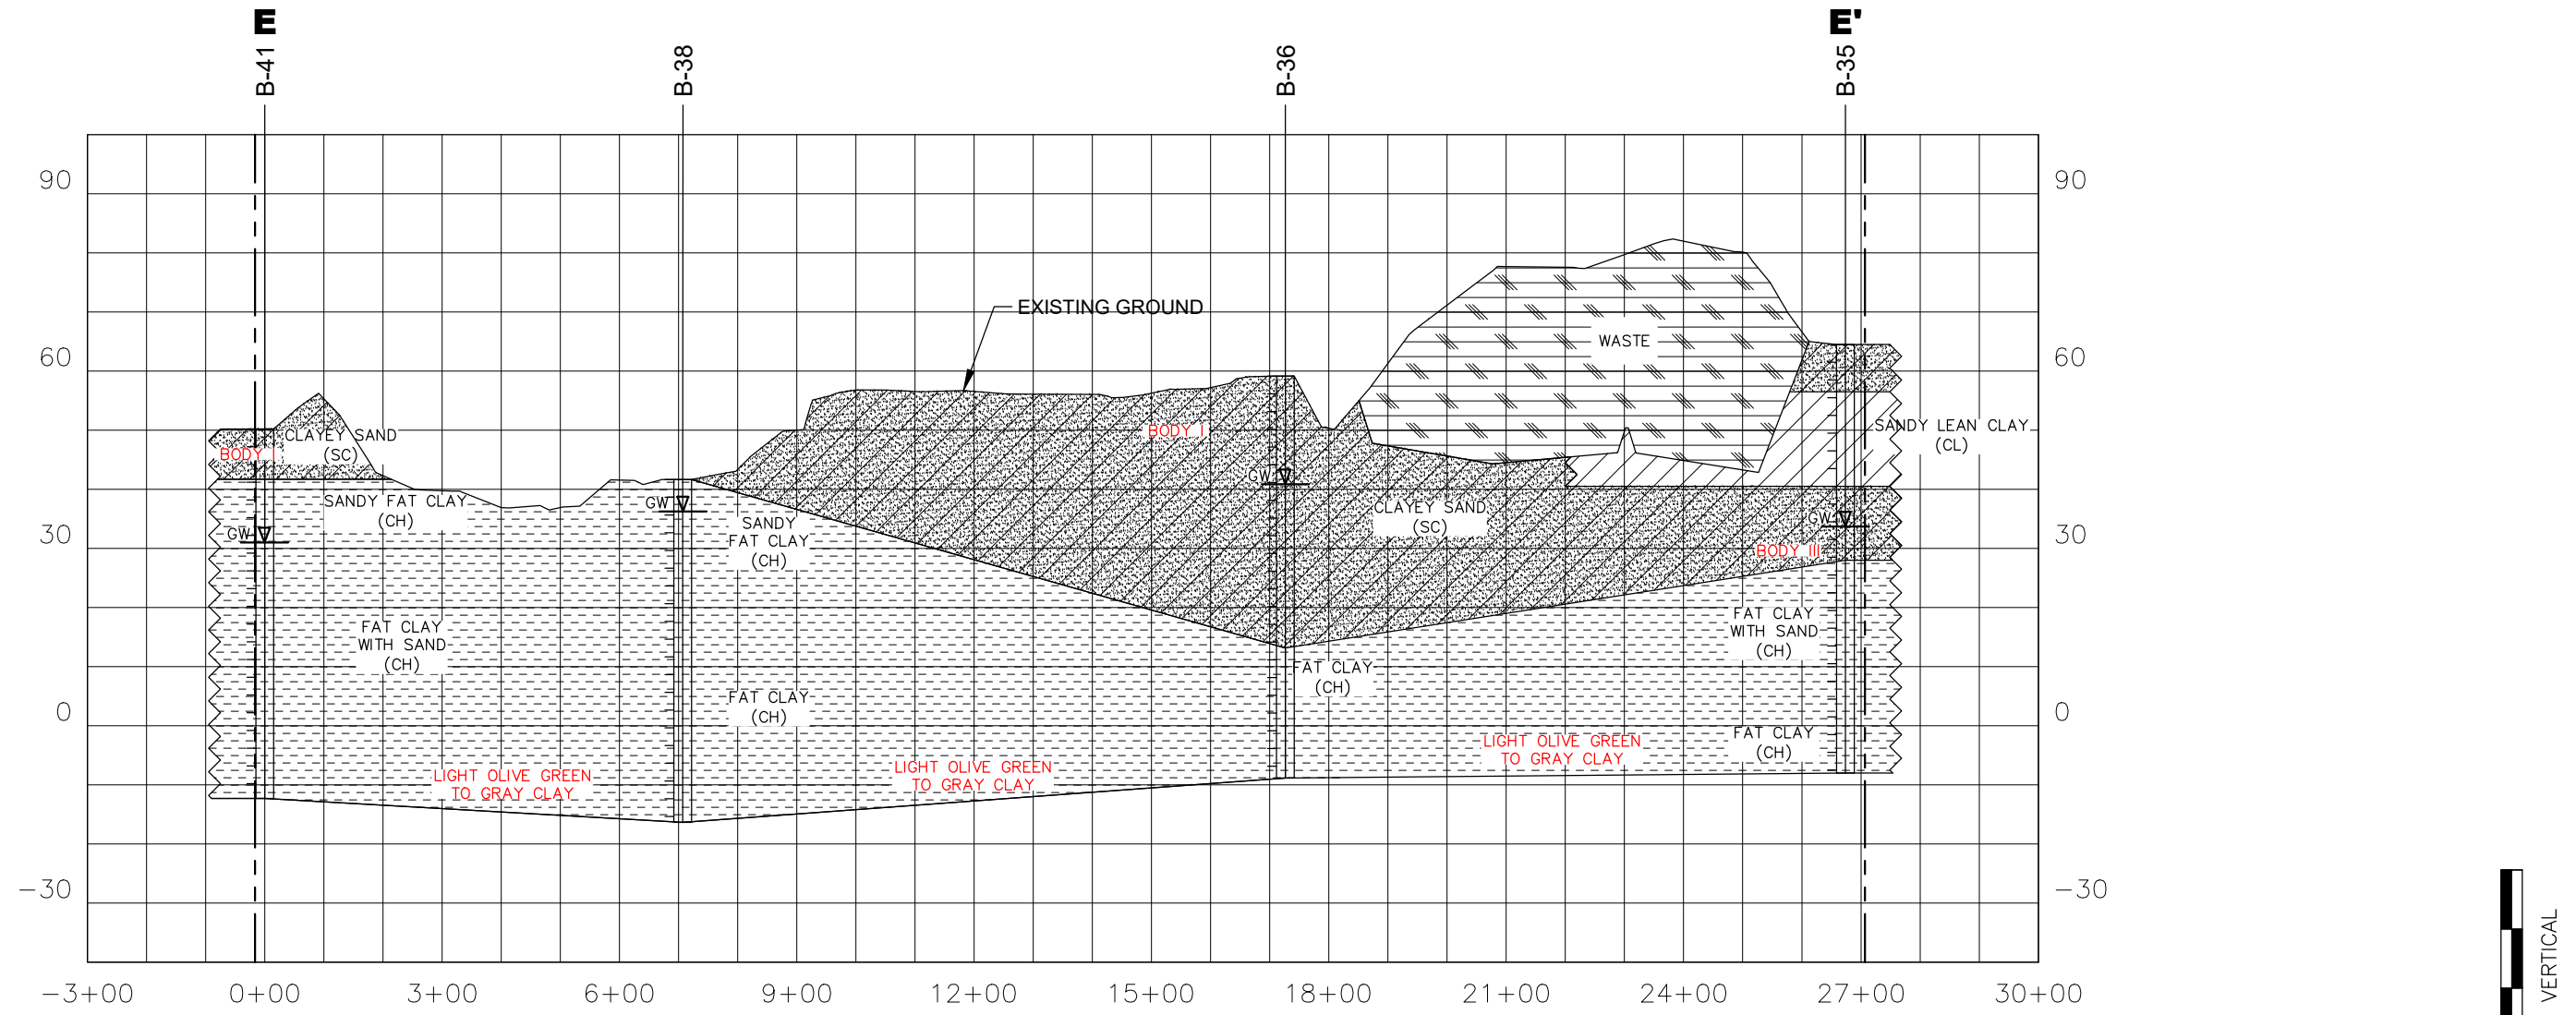 E
E'
B-41
B-38
B-36
B-35
90
90
EXISTING GROUND
WASTE
60
60
CLAYEY SAND
(SC)
BODY I
BODY I
SANDY LEAN CLAY
(CL)
GW
GW
GW
GW
SANDY FAT CLAY
(CH)
SANDY
FAT CLAY
(CH)
CLAYEY SAND
(SC)
BODY III
30
30
FAT CLAY
WITH SAND
(CH)
FAT CLAY
(CH)
FAT CLAY
(CH)
FAT CLAY
WITH SAND
(CH)
FAT CLAY
(CH)
0
0
LIGHT OLIVE GREEN
TO GRAY CLAY
LIGHT OLIVE GREEN
TO GRAY CLAY
LIGHT OLIVE GREEN
TO GRAY CLAY
-30
-30
-3+00
0+00
3+00
6+00
9+00
12+00
15+00
18+00
21+00
24+00
27+00
30+00
VERTICAL